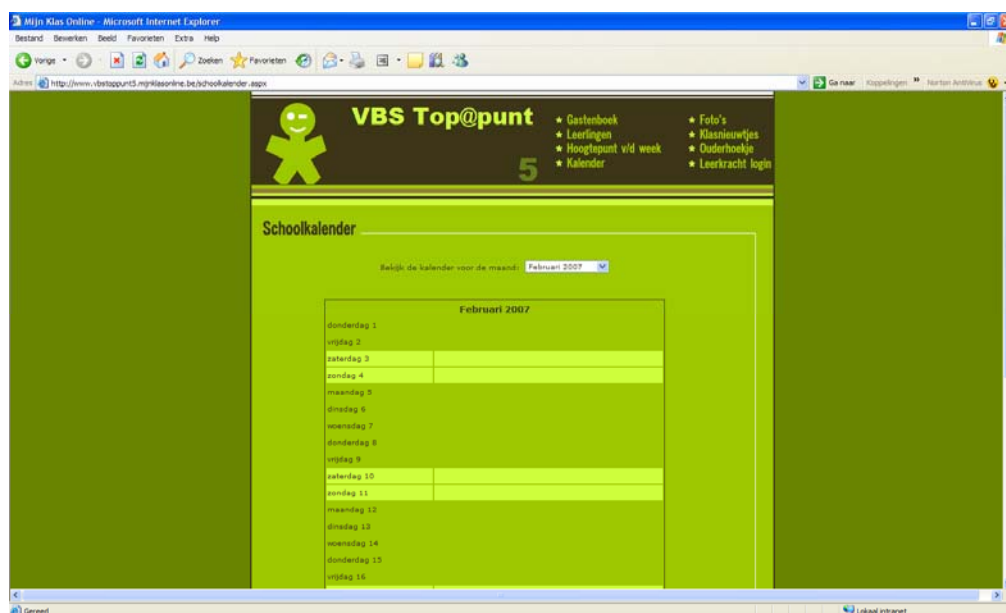 Mijn Klas Online - Microsoft Internet Explorer
Bestand Bewerken Beeld Favorieten Extra Help
Vorige Zoeken Favorieten
Adres http://www.vbstoppunt5.mijnklasonline.be/schoolkalender.aspx Ga naar Koppelingen Norton AntiVirus
VBS Top@punt
5
Gastenboek
Leerlingen
Hoogtepunt v/d week
Kalender
Foto's
Klasnieuwtjes
Ouderhoekje
Leerkracht login
Schoolkalender
Bekijk de kalender voor de maand: Februari 2007
Februari 2007
donderdag 1
vrijdag 2
zaterdag 3
zondag 4
maandag 5
dinsdag 6
woensdag 7
donderdag 8
vrijdag 9
zaterdag 10
zondag 11
maandag 12
dinsdag 13
woensdag 14
donderdag 15
vrijdag 16
Gereed Lokaal intranet